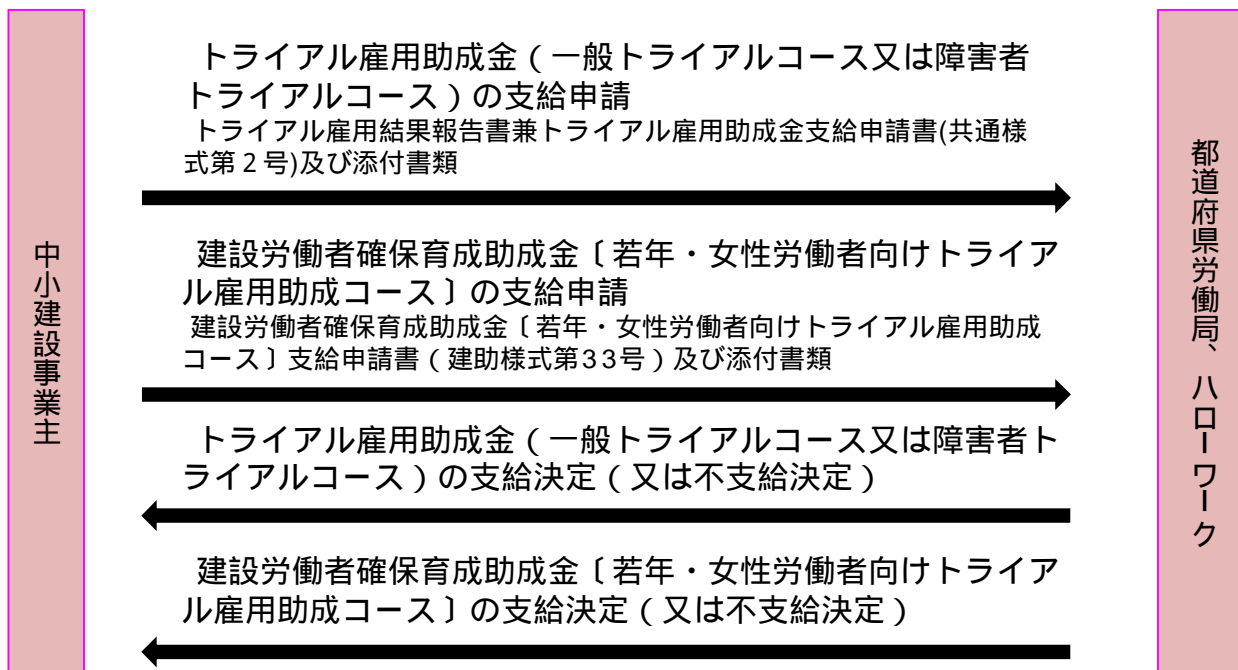 中小建設事業主
トライアル雇用助成金(一般トライアルコース又は障害者
トライアルコース)の支給申請
トライアル雇用結果報告書兼トライアル雇用助成金支給申請書(共通様
式第2号)及び添付書類
建設労働者確保育成助成金〔若年・女性労働者向けトライア
ル雇用助成コース〕の支給申請
建設労働者確保育成助成金〔若年・女性労働者向けトライアル雇用助成
コース〕支給申請書(建助様式第33号)及び添付書類
トライアル雇用助成金(一般トライアルコース又は障害者ト
ライアルコース)の支給決定(又は不支給決定)
建設労働者確保育成助成金〔若年・女性労働者向けトライア
ル雇用助成コース〕の支給決定(又は不支給決定)
都道府県労働局、ハローワーク